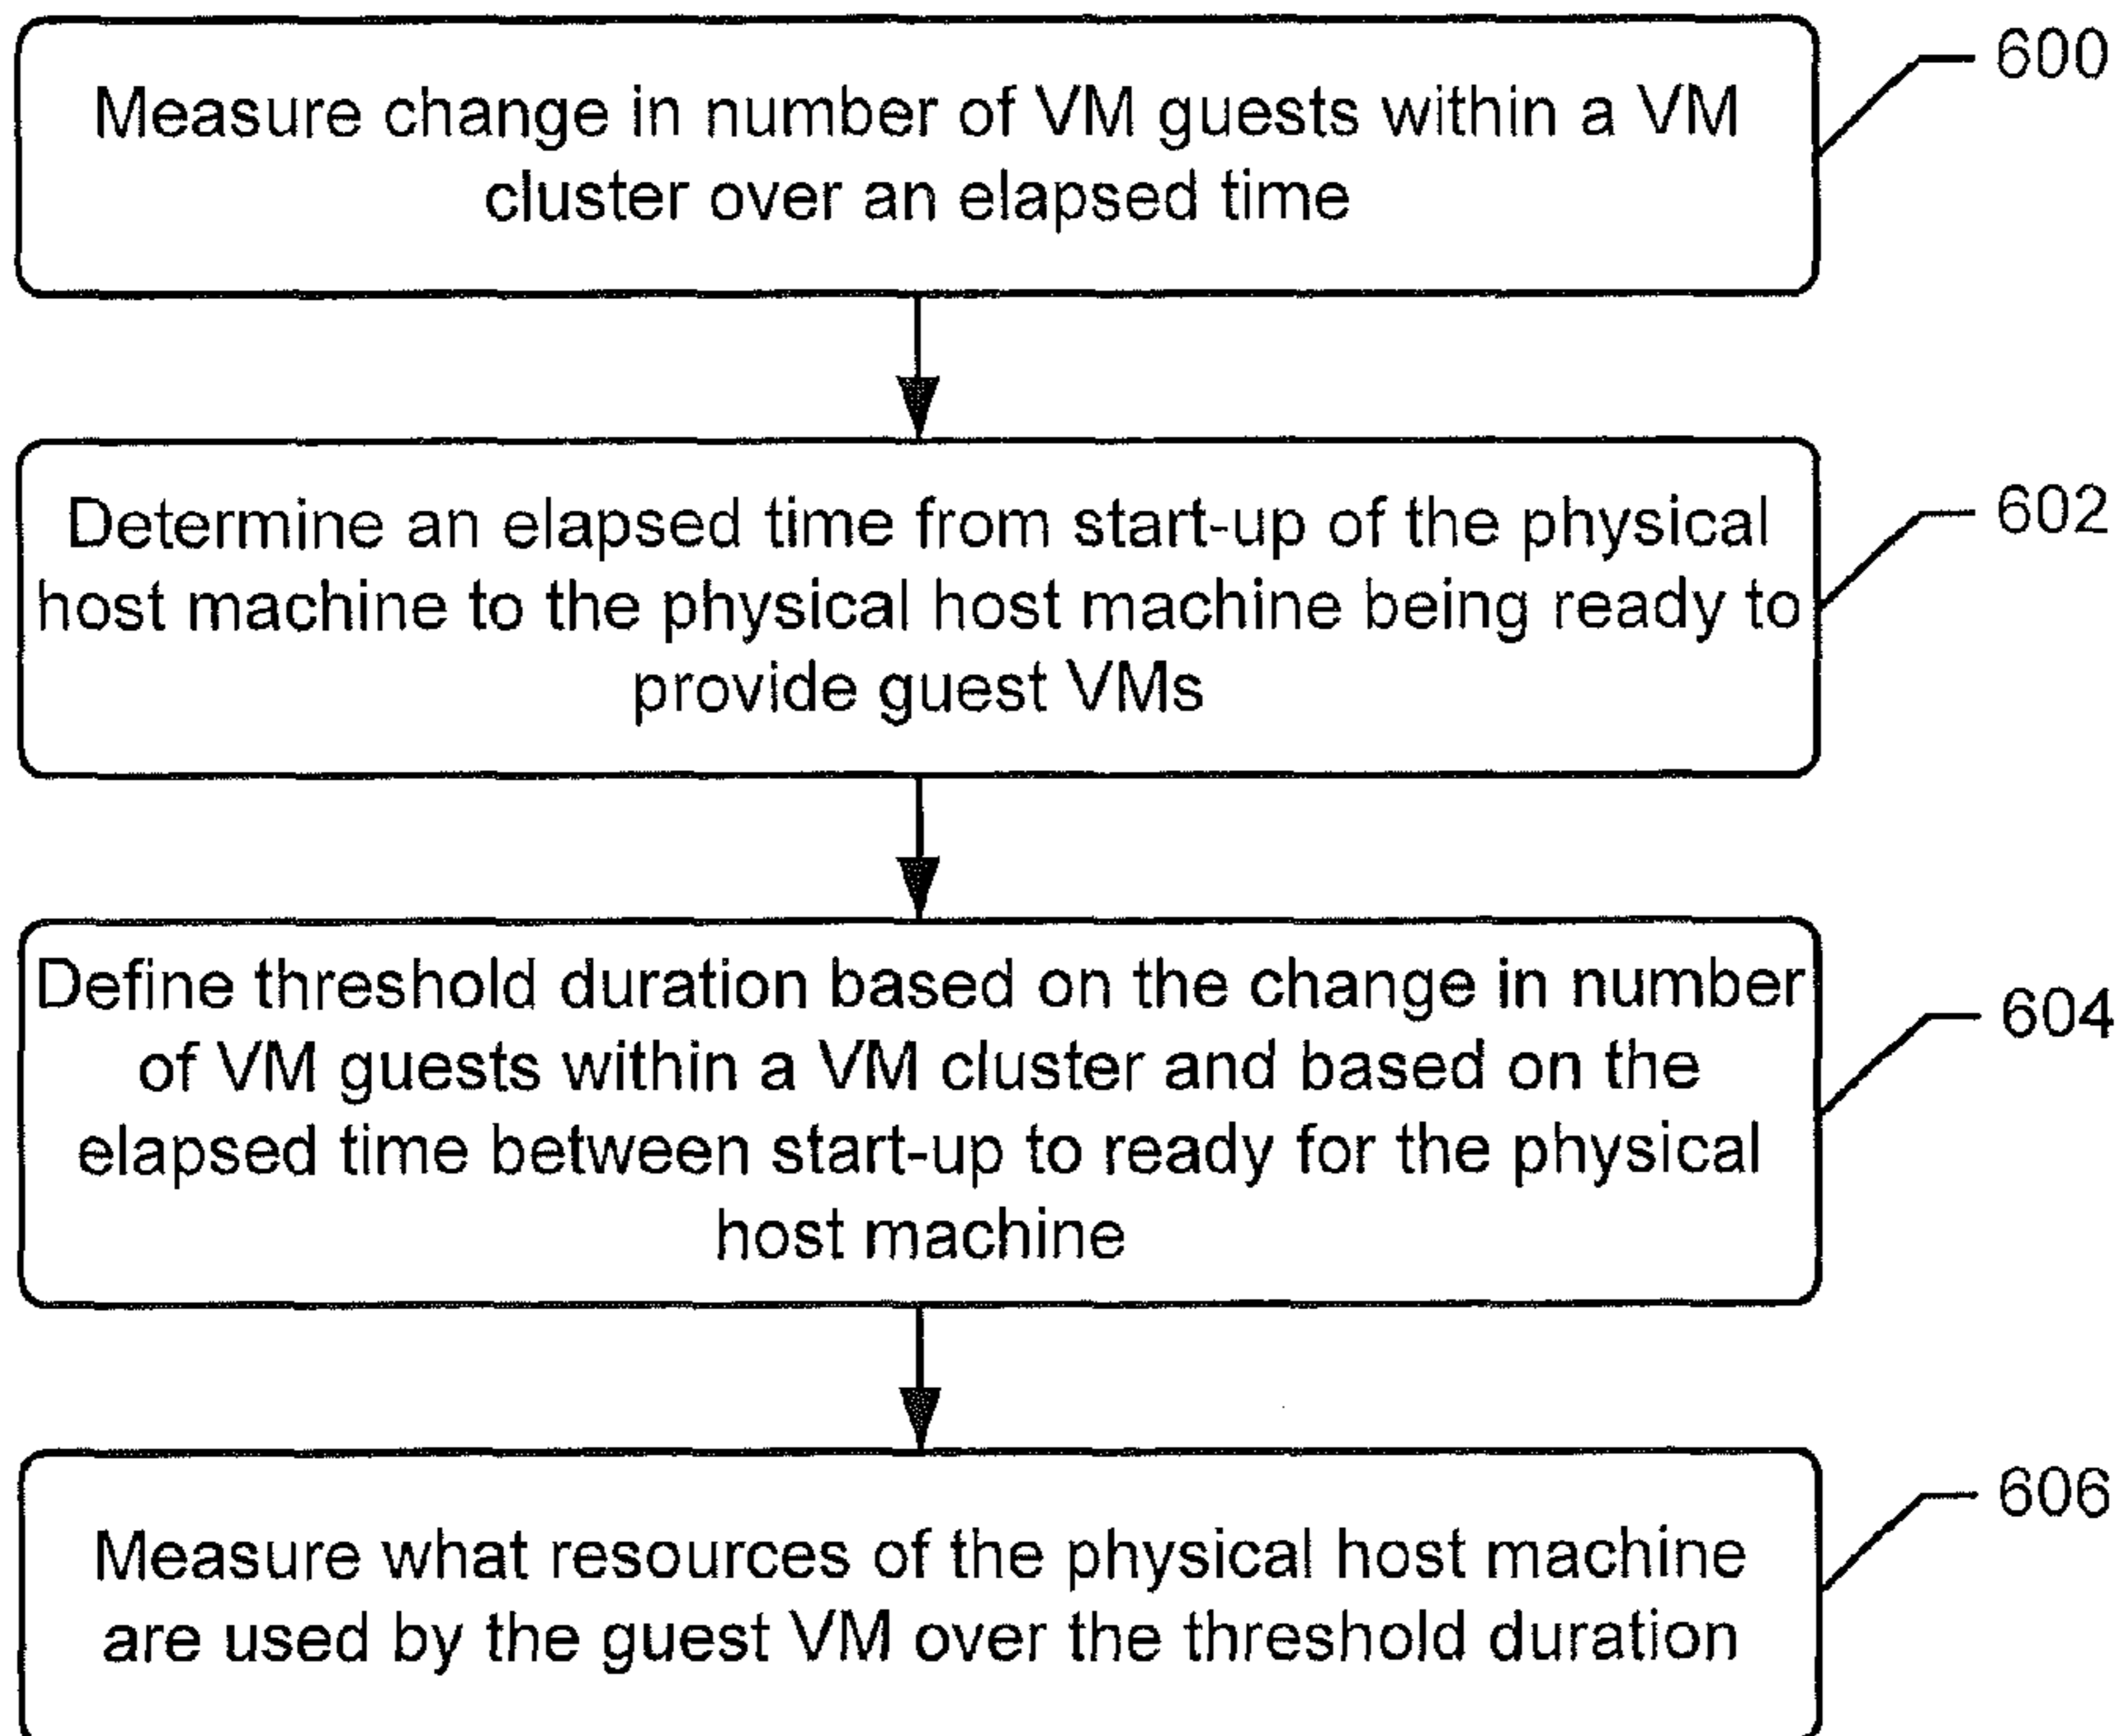 Measure change in number of VM guests within a VM
cluster over an elapsed time
600
Determine an elapsed time from start-up of the physical
host machine to the physical host machine being ready to
provide guest VMs
602
Define threshold duration based on the change in number
of VM guests within a VM cluster and based on the
elapsed time between start-up to ready for the physical
host machine
604
Measure what resources of the physical host machine
are used by the guest VM over the threshold duration
606